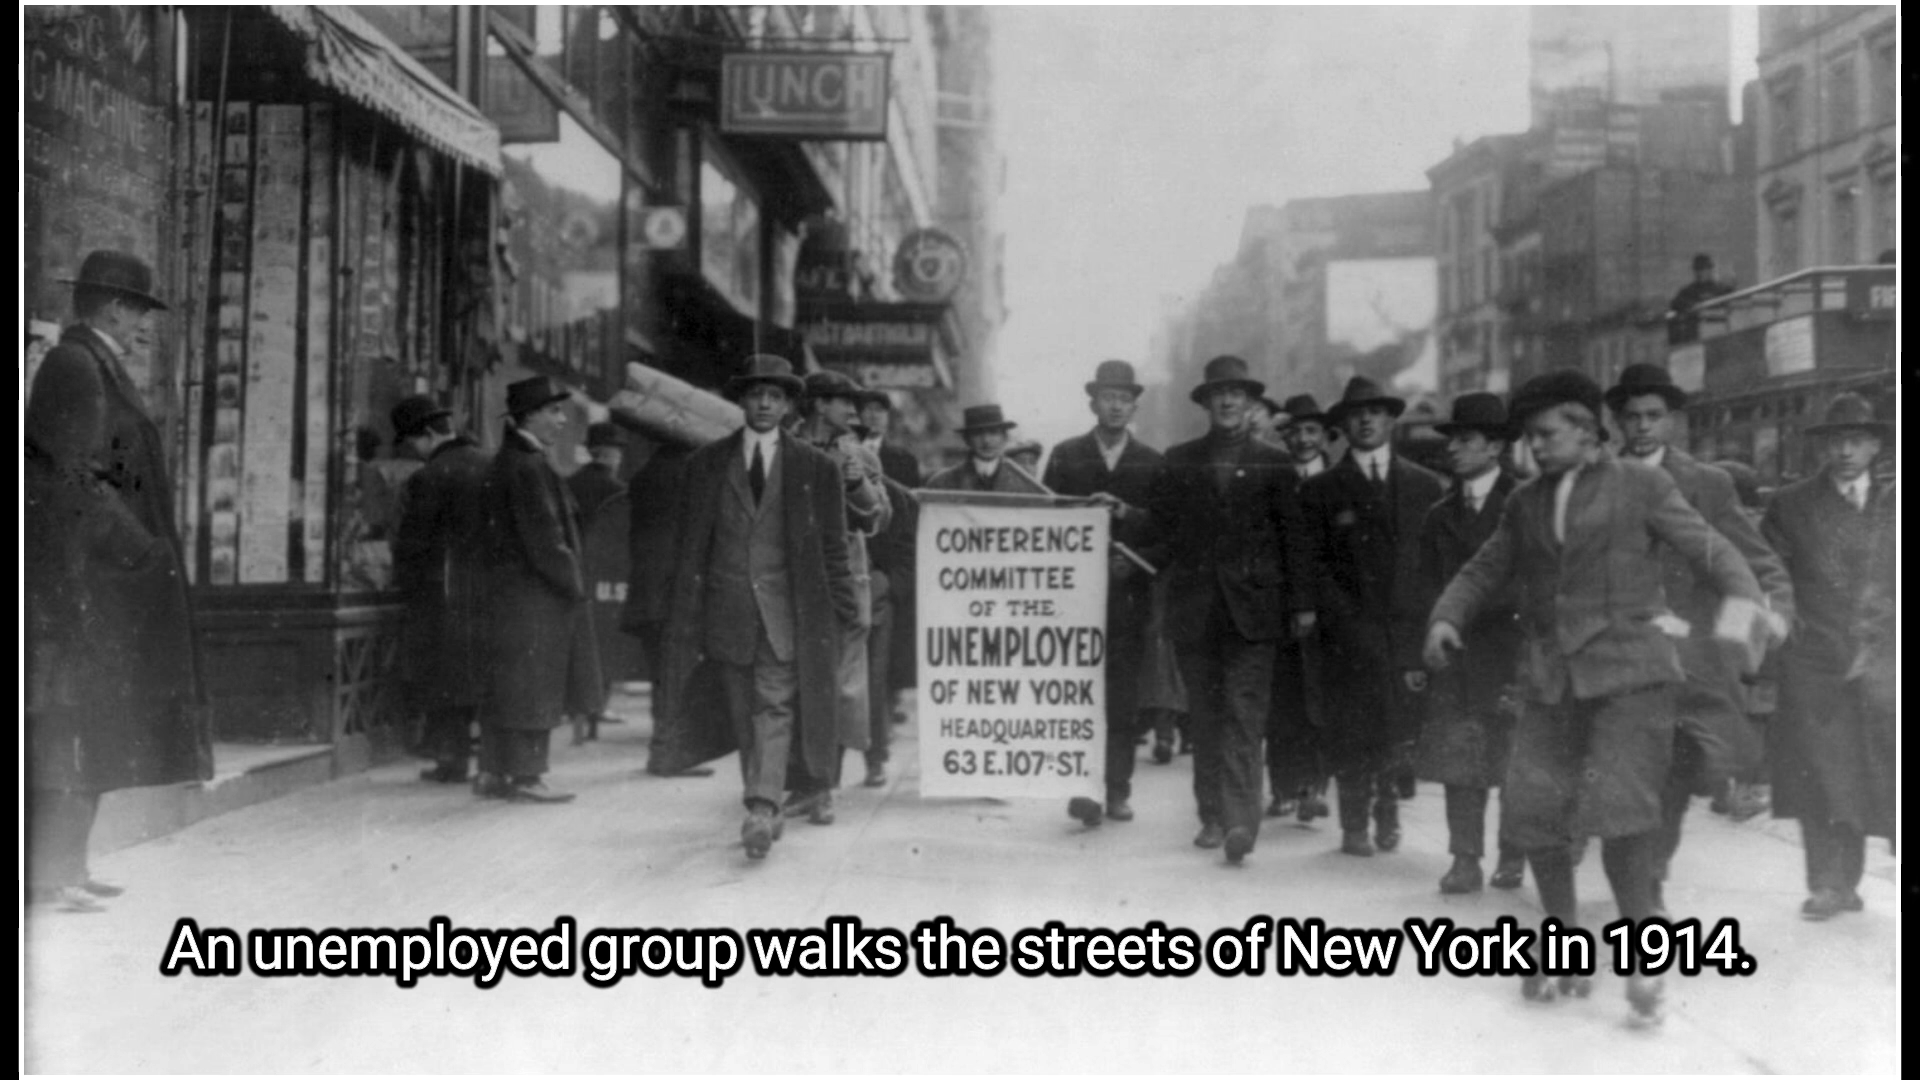 G MACHINE
LUNCH
U.S
CONFERENCE
COMMITTEE
OF THE
UNEMPLOYED
OF NEW YORK
HEADQUARTERS
63 E. 107TH ST.
An unemployed group walks the streets of New York in 1914.